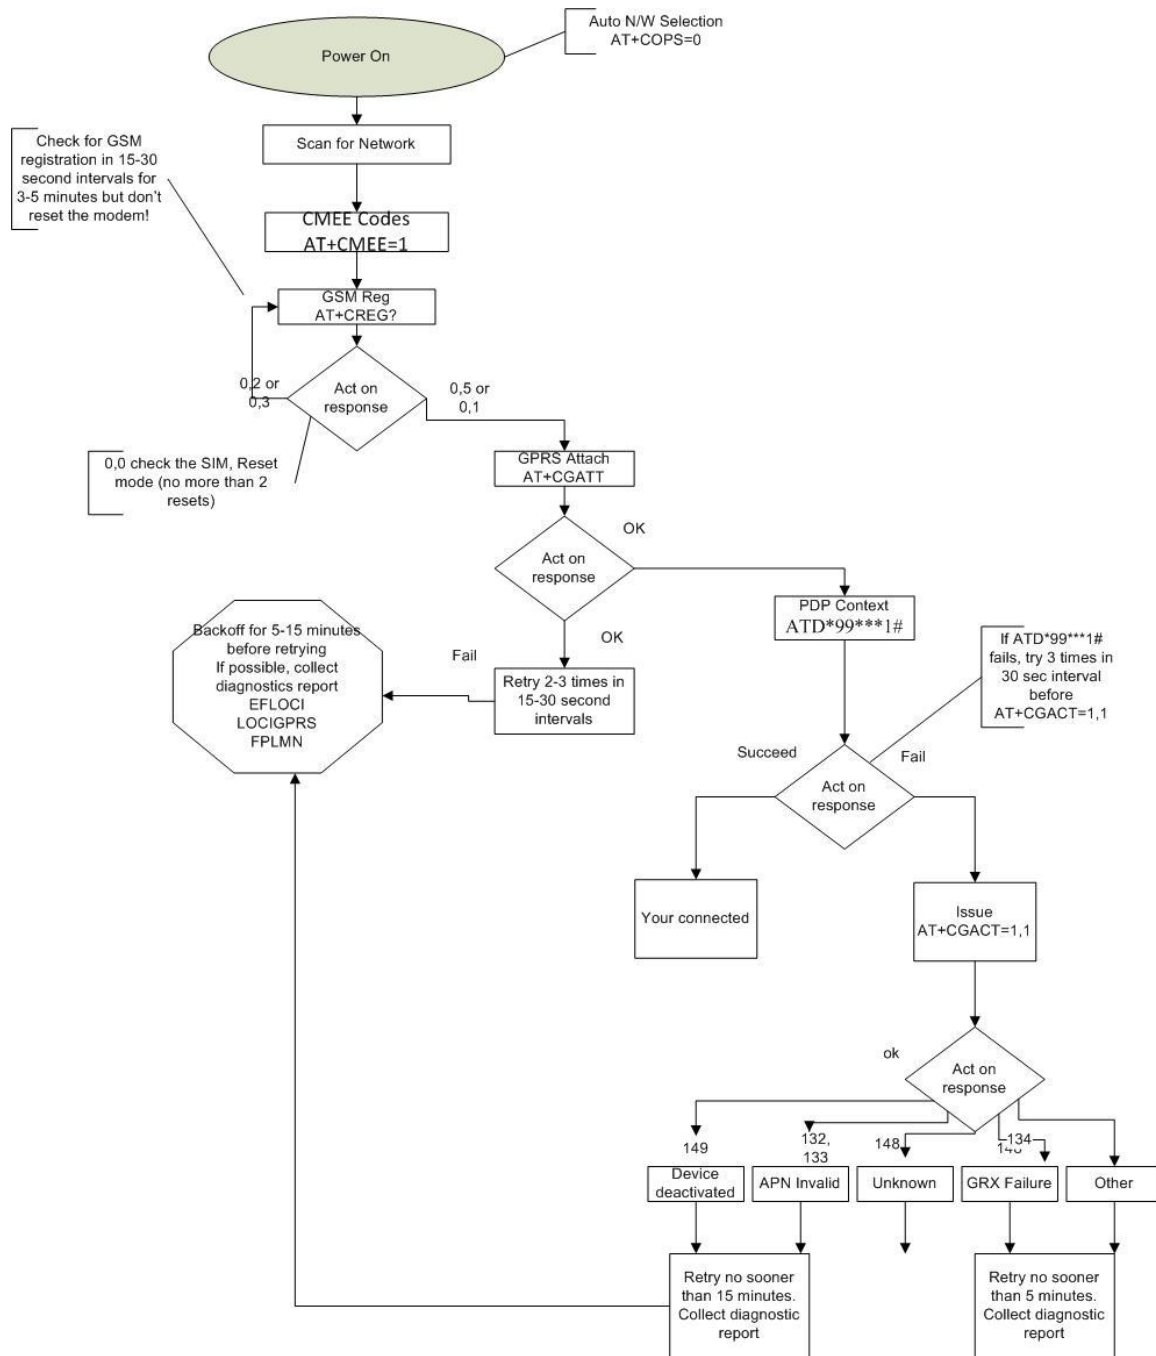 Auto N/W Selection
AT+COPS=0
Power On
Scan for Network
Check for GSM
registration in 15-30
second intervals for
3-5 minutes but don't
reset the modem!
CMEE Codes
AT+CMEE=1
GSM Reg
AT+CREG?
0,2 or
0,3
Act on
response
0,5 or
0,1
0,0 check the SIM, Reset
mode (no more than 2
resets)
GPRS Attach
AT+CGATT
OK
Act on
response
PDP Context
ATD*99***1#
OK
Fail
Retry 2-3 times in
15-30 second
intervals
Backoff for 5-15 minutes
before retrying
If possible, collect
diagnostics report
EFLOCI
LOCIGPRS
FPLMN
If ATD*99***1#
fails, try 3 times in
30 sec interval
before
AT+CGACT=1,1
Succeed
Fail
Act on
response
Your connected
Issue
AT+CGACT=1,1
ok
Act on
response
149
132,
133
148
134
Device
deactivated
APN Invalid
Unknown
GRX Failure
Other
Retry no sooner
than 15 minutes.
Collect diagnostic
report
Retry no sooner
than 5 minutes.
Collect diagnostic
report